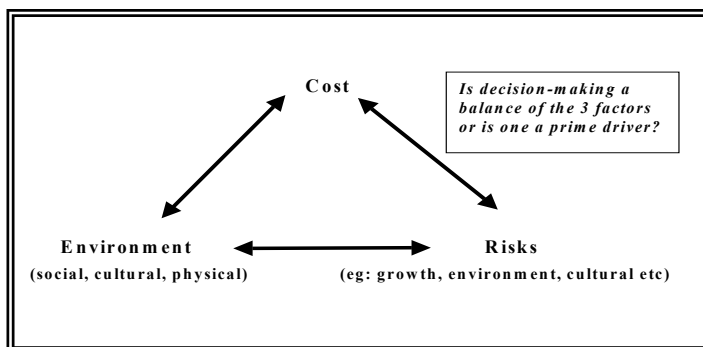 Cost
Is decision-making a
balance of the 3 factors
or is one a prime driver?
Environment
(social, cultural, physical)
Risks
(eg: growth, environment, cultural etc)